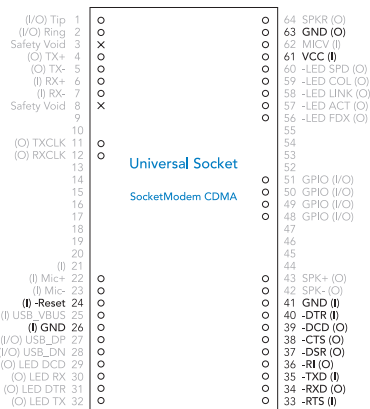 (I/O) Tip 1
(I/O) Ring 2
Safety Void 3
(O) TX+ 4
(O) TX- 5
(I) RX+ 6
(I) RX- 7
Safety Void 8
9
10
(O) TXCLK 11
(O) RXCLK 12
13
14
15
16
17
18
19
20
(I) 21
(I) Mic+ 22
(I) Mic- 23
(I) -Reset 24
(I) USB_VBUS 25
(I) GND 26
(I/O) USB_DP 27
(I/O) USB_DN 28
(O) LED DCD 29
(O) LED RX 30
(O) LED DTR 31
(O) LED TX 32
Universal Socket
SocketModem CDMA
64 SPKR (O)
63 GND (O)
62 MICV (I)
61 VCC (I)
60 -LED SPD (O)
59 -LED COL (O)
58 -LED LINK (O)
57 -LED ACT (O)
56 -LED FDX (O)
55
54
53
52
51 GPIO (I/O)
50 GPIO (I/O)
49 GPIO (I/O)
48 GPIO (I/O)
47
46
45
44
43 SPK+ (O)
42 SPK- (O)
41 GND (I)
40 -DTR (I)
39 -DCD (O)
38 -CTS (O)
37 -DSR (O)
36 -RI (O)
35 -TXD (I)
34 -RXD (O)
33 -RTS (I)